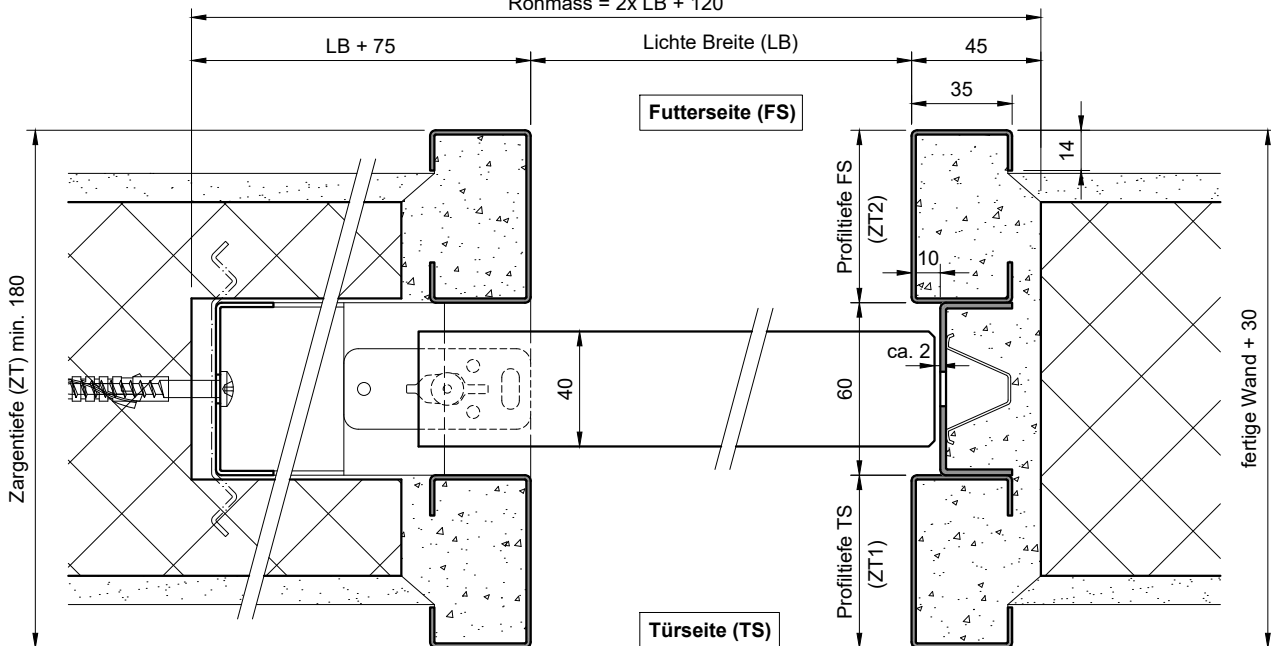 Rohmass = 2x LB + 120
LB + 75
Lichte Breite (LB)
45
35
Futterseite (FS)
14
Profiltiefe FS
(ZT2)
10
Zargentiefe (ZT) min. 180
ca. 2
40
60
fertige Wand + 30
Profiltiefe TS
(ZT1)
Türseite (TS)